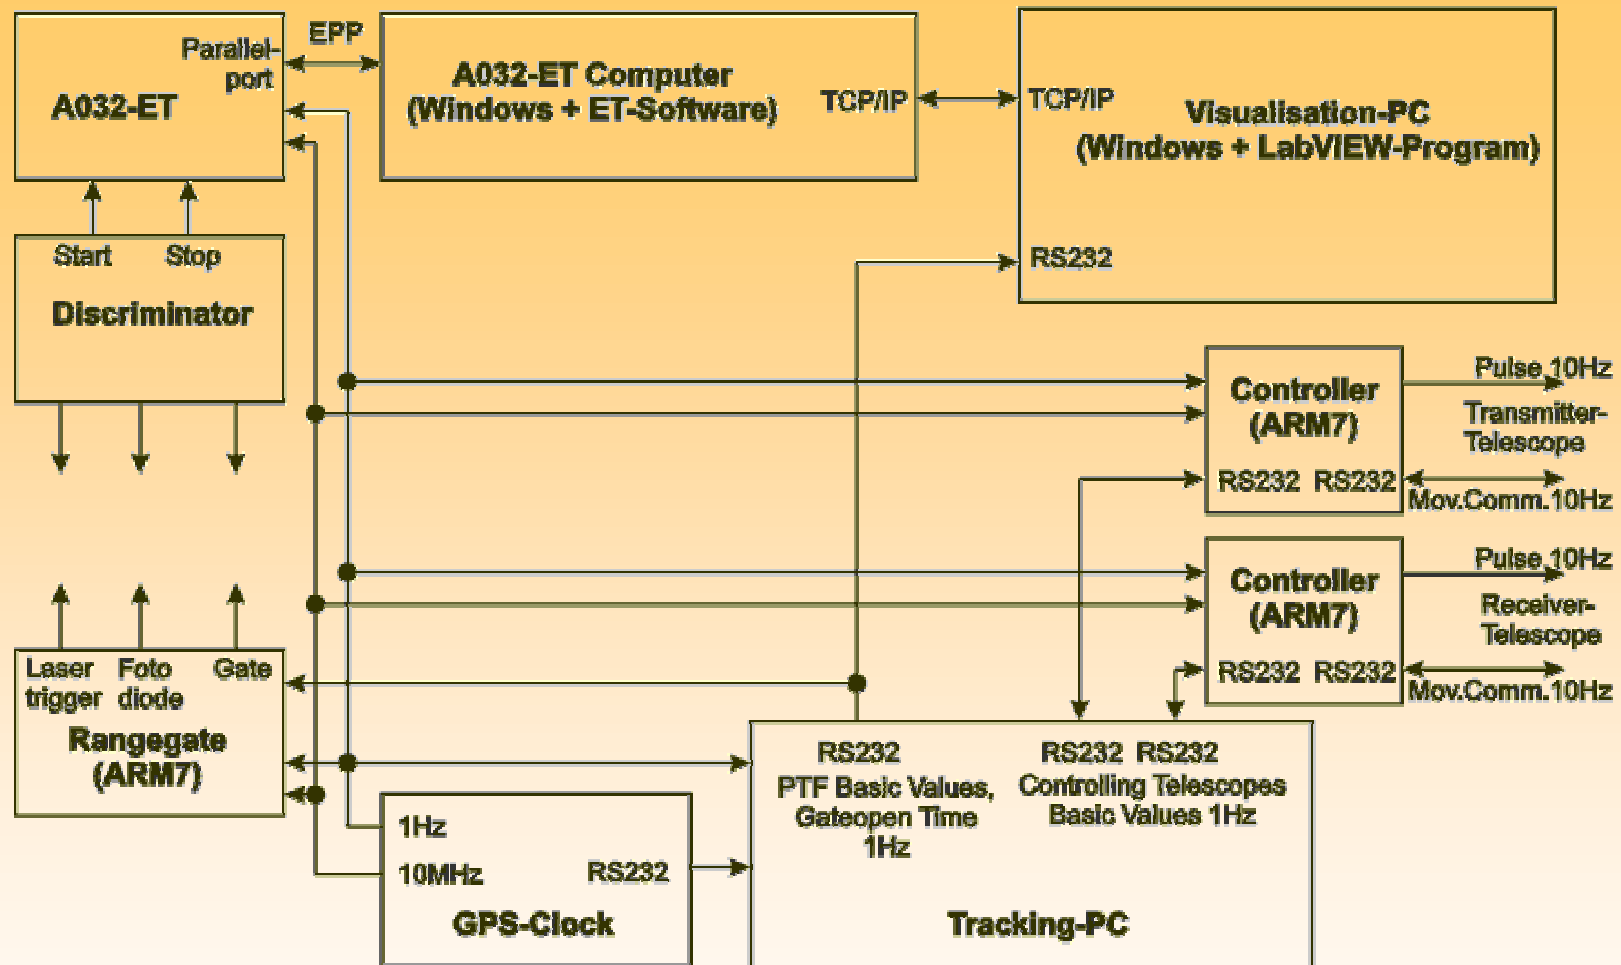 Parallel-
port
A032-ET
EPP
A032-ET Computer
(Windows + ET-Software)
TCP/IP
TCP/IP
Visualisation-PC
(Windows + LabVIEW-Program)
RS232
Start Stop
Discriminator
Controller
(ARM7)
RS232 RS232
Pulse 10Hz
Transmitter-
Telescope
Mov.Comm.10Hz
Controller
(ARM7)
RS232 RS232
Pulse 10Hz
Receiver-
Telescope
Mov.Comm.10Hz
Laser Foto Gate
trigger diode
Rangegate
(ARM7)
1Hz
10MHz
RS232
GPS-Clock
RS232
PTF Basic Values,
Gateopen Time
1Hz
RS232 RS232
Controlling Telescopes
Basic Values 1Hz
Tracking-PC